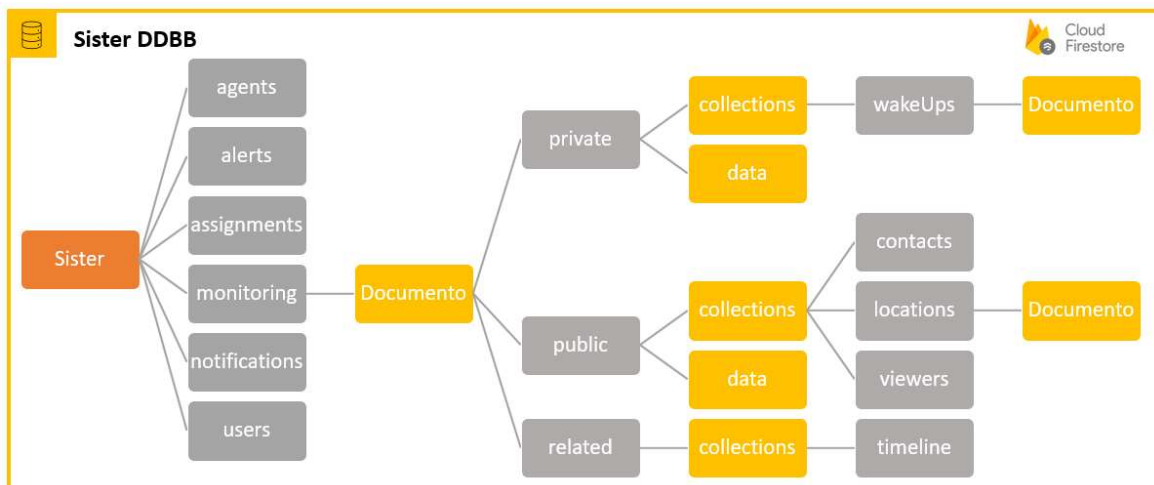 Sister DDBB
Cloud
Firestore
agents
collections
wakeUps
Documento
private
alerts
data
assignments
contacts
Sister
monitoring
Documento
collections
locations
Documento
public
notifications
data
viewers
users
related
collections
timeline